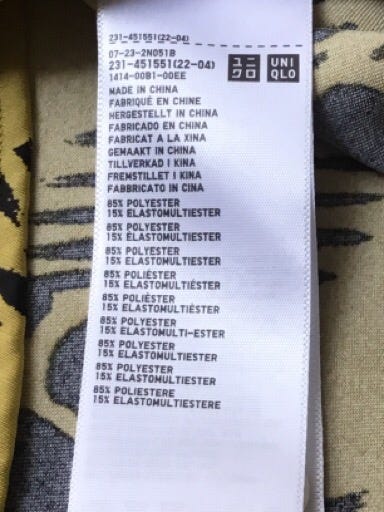 231-451551(22-04)
07-23-2N051B
231-451551(22-04)
1414-00B1-00EE
ユニ
クロ
UNI
QLO
MADE IN CHINA
FABRIQUÉ EN CHINE
HERGESTELLT IN CHINA
FABRICADO EN CHINA
FABRICAT A LA XINA
GEMAAKT IN CHINA
TILLVERKAD I KINA
FREMSTILLET I KINA
FABBRICATO IN CINA
85% POLYESTER
15% ELASTOMULTIESTER
85% POLYESTER
15% ELASTOMULTIESTER
85% POLYESTER
15% ELASTOMULTIESTER
85% POLIÉSTER
15% ELASTOMULTIÉSTER
85% POLIÈSTER
15% ELASTOMULTIÈSTER
85% POLYESTER
15% ELASTOMULTI-ESTER
85% POLYESTER
15% ELASTOMULTIESTER
85% POLYESTER
15% ELASTOMULTIESTER
85% POLIESTERE
15% ELASTOMULTIESTERE